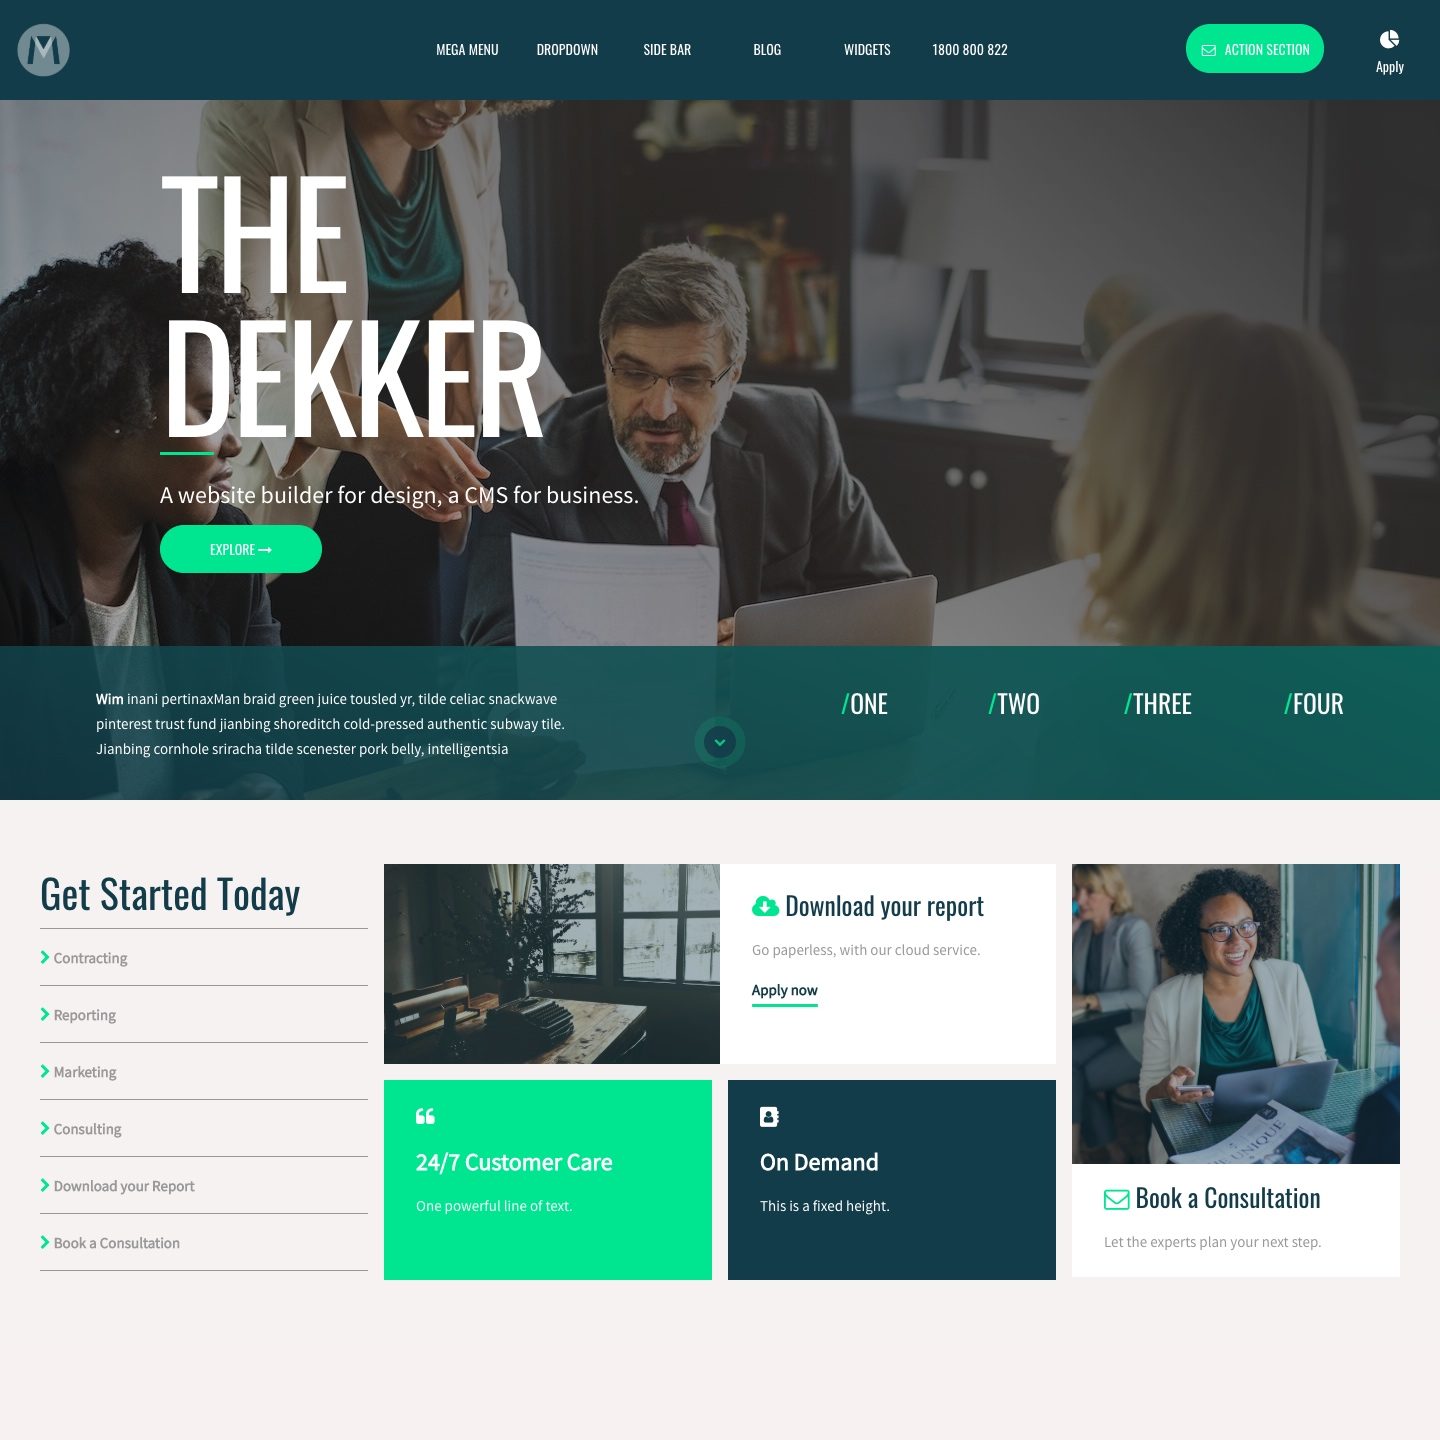 M
MEGA MENU
DROPDOWN
SIDE BAR
BLOG
WIDGETS
1800 800 822
ACTION SECTION
Apply
THE
DEKKER
A website builder for design, a CMS for business.
EXPLORE
Wim inani pertinaxMan braid green juice tousled yr, tilde celiac snackwave
pinterest trust fund jianbing shoreditch cold-pressed authentic subway tile.
Jianbing cornhole sriracha tilde scenester pork belly, intelligentsia
/ONE
/TWO
/THREE
/FOUR
Get Started Today
Contracting
Reporting
Marketing
Consulting
Download your Report
Book a Consultation
Download your report
Go paperless, with our cloud service.
Apply now
24/7 Customer Care
One powerful line of text.
On Demand
This is a fixed height.
UNIQUE
Book a Consultation
Let the experts plan your next step.